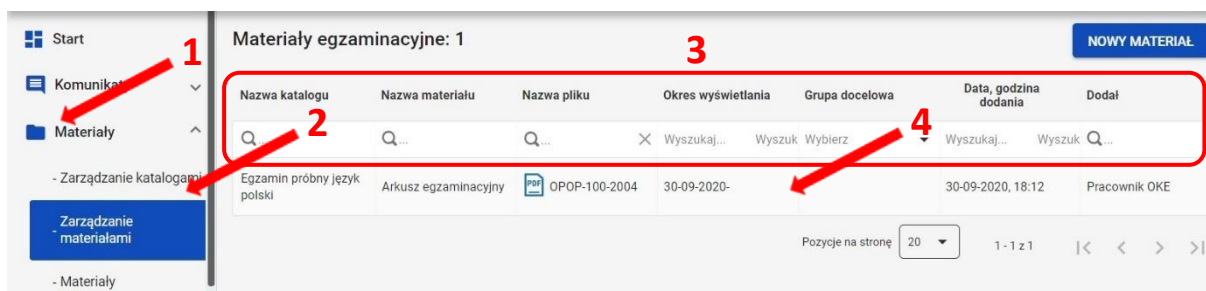 Start
1
Materiały egzaminacyjne: 1
3
NOWY MATERIAŁ
Komunikat
Nazwa katalogu Nazwa materiału Nazwa pliku Okres wyświetlania Grupa docelowa Data, godzina dodania Dodał
Materiały
2
... ... ... Wyszukaj... Wyszuk Wybierz 4 Wyszukaj... Wyszuk ...
- Zarządzanie katalogami
Egzamin próbny język polski Arkusz egzaminacyjny PDF OPOP-100-2004 30-09-2020- 30-09-2020, 18:12 Pracownik OKE
- Zarządzanie
materiałami
Pozycje na stronę 20 1 - 1 z 1
- Materiały